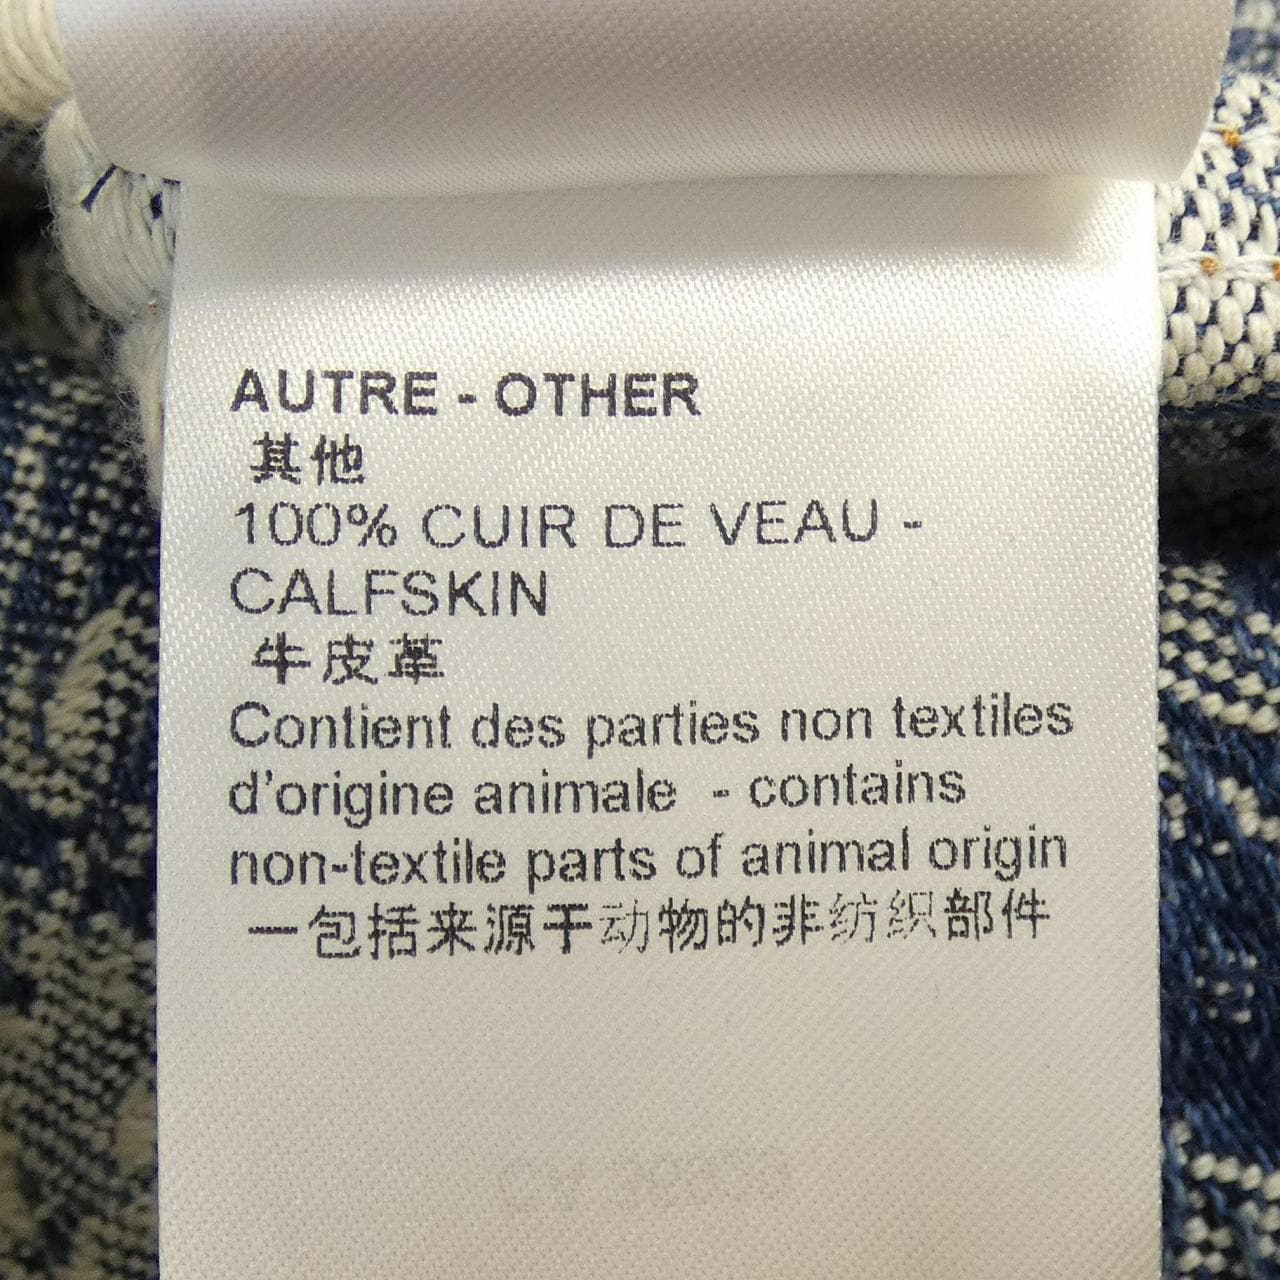 AUTRE - OTHER
其他
100% CUIR DE VEAU -
CALFSKIN
牛皮革
Contient des parties non textiles
d'origine animale - contains
non-textile parts of animal origin
一包括来源于动物的非纺织部件